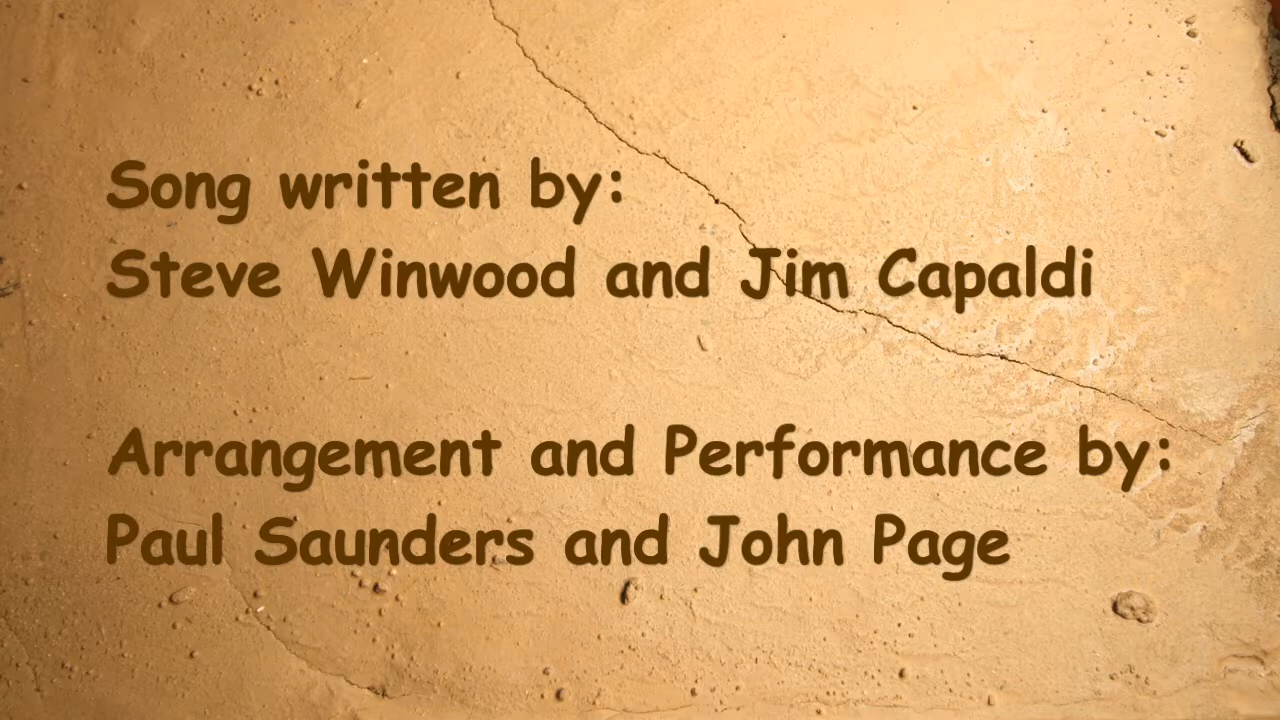 Song written by:
Steve Winwood and Jim Capaldi
Arrangement and Performance by:
Paul Saunders and John Page